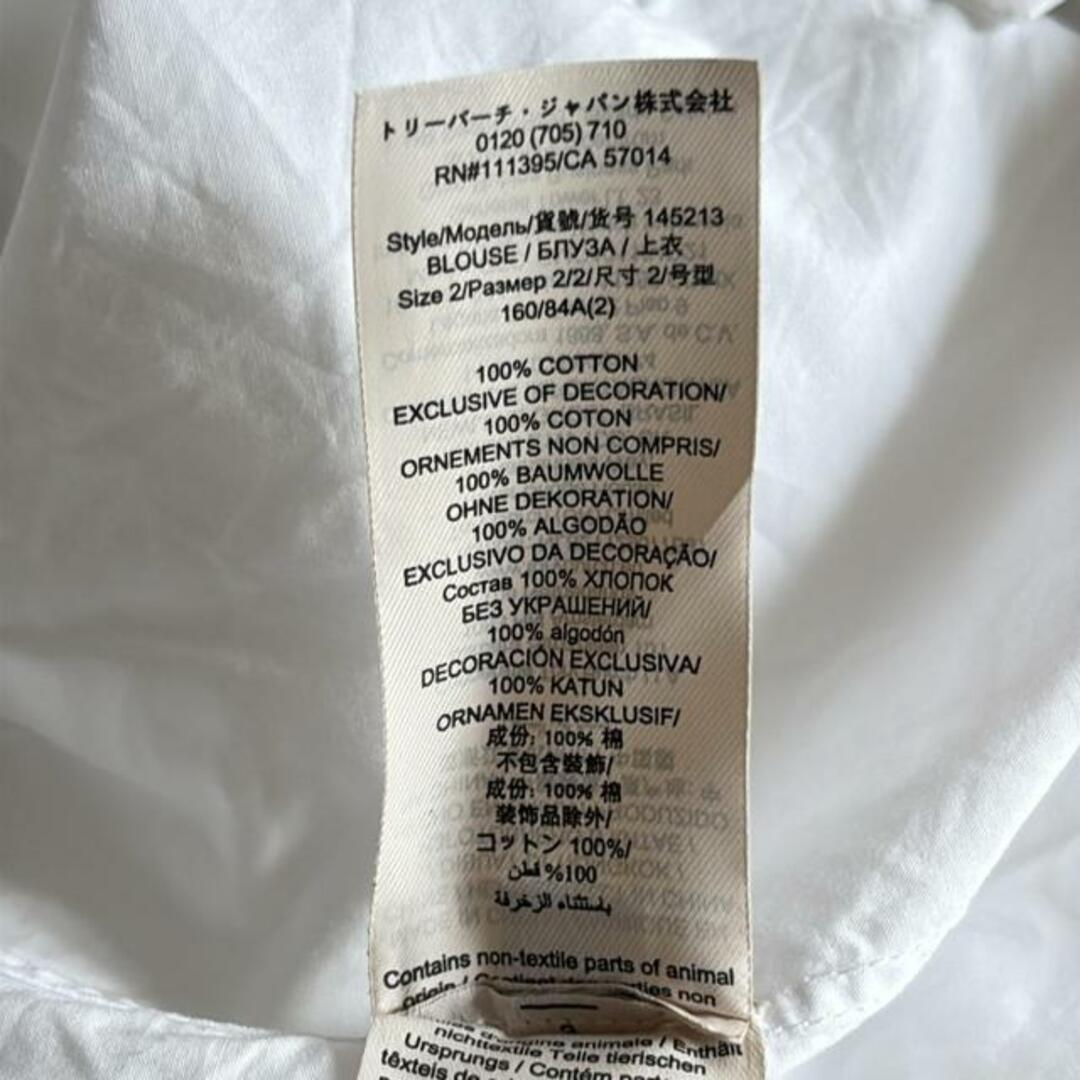 トリーバーチ・ジャパン株式会社
0120 (705) 710
RN#111395/CA 57014
Style/Модель/貨號/货号 145213
BLOUSE / БЛУЗА / 上衣
Size 2/Размер 2/2/尺寸 2/号型
160/84A(2)
100% COTTON
EXCLUSIVE OF DECORATION/
100% COTON
ORNEMENTS NON COMPRIS/
100% BAUMWOLLE
OHNE DEKORATION/
100% ALGODÃO
EXCLUSIVO DA DECORAÇÃO/
Состав 100% ХЛОПОК
БЕЗ УКРАШЕНИЙ/
100% algodón
DECORACIÓN EXCLUSIVA/
100% KATUN
ORNAMEN EKSKLUSIF/
成份: 100% 棉
不包含裝飾/
成份: 100% 棉
装饰品除外/
コットン 100%/
100% قطن
باستثناء الزخرفة
Contains non-textile parts of animal
origin / non
animale / Enthält
nichttextile Teile tierischen
Ursprungs / Contém
têxteis de